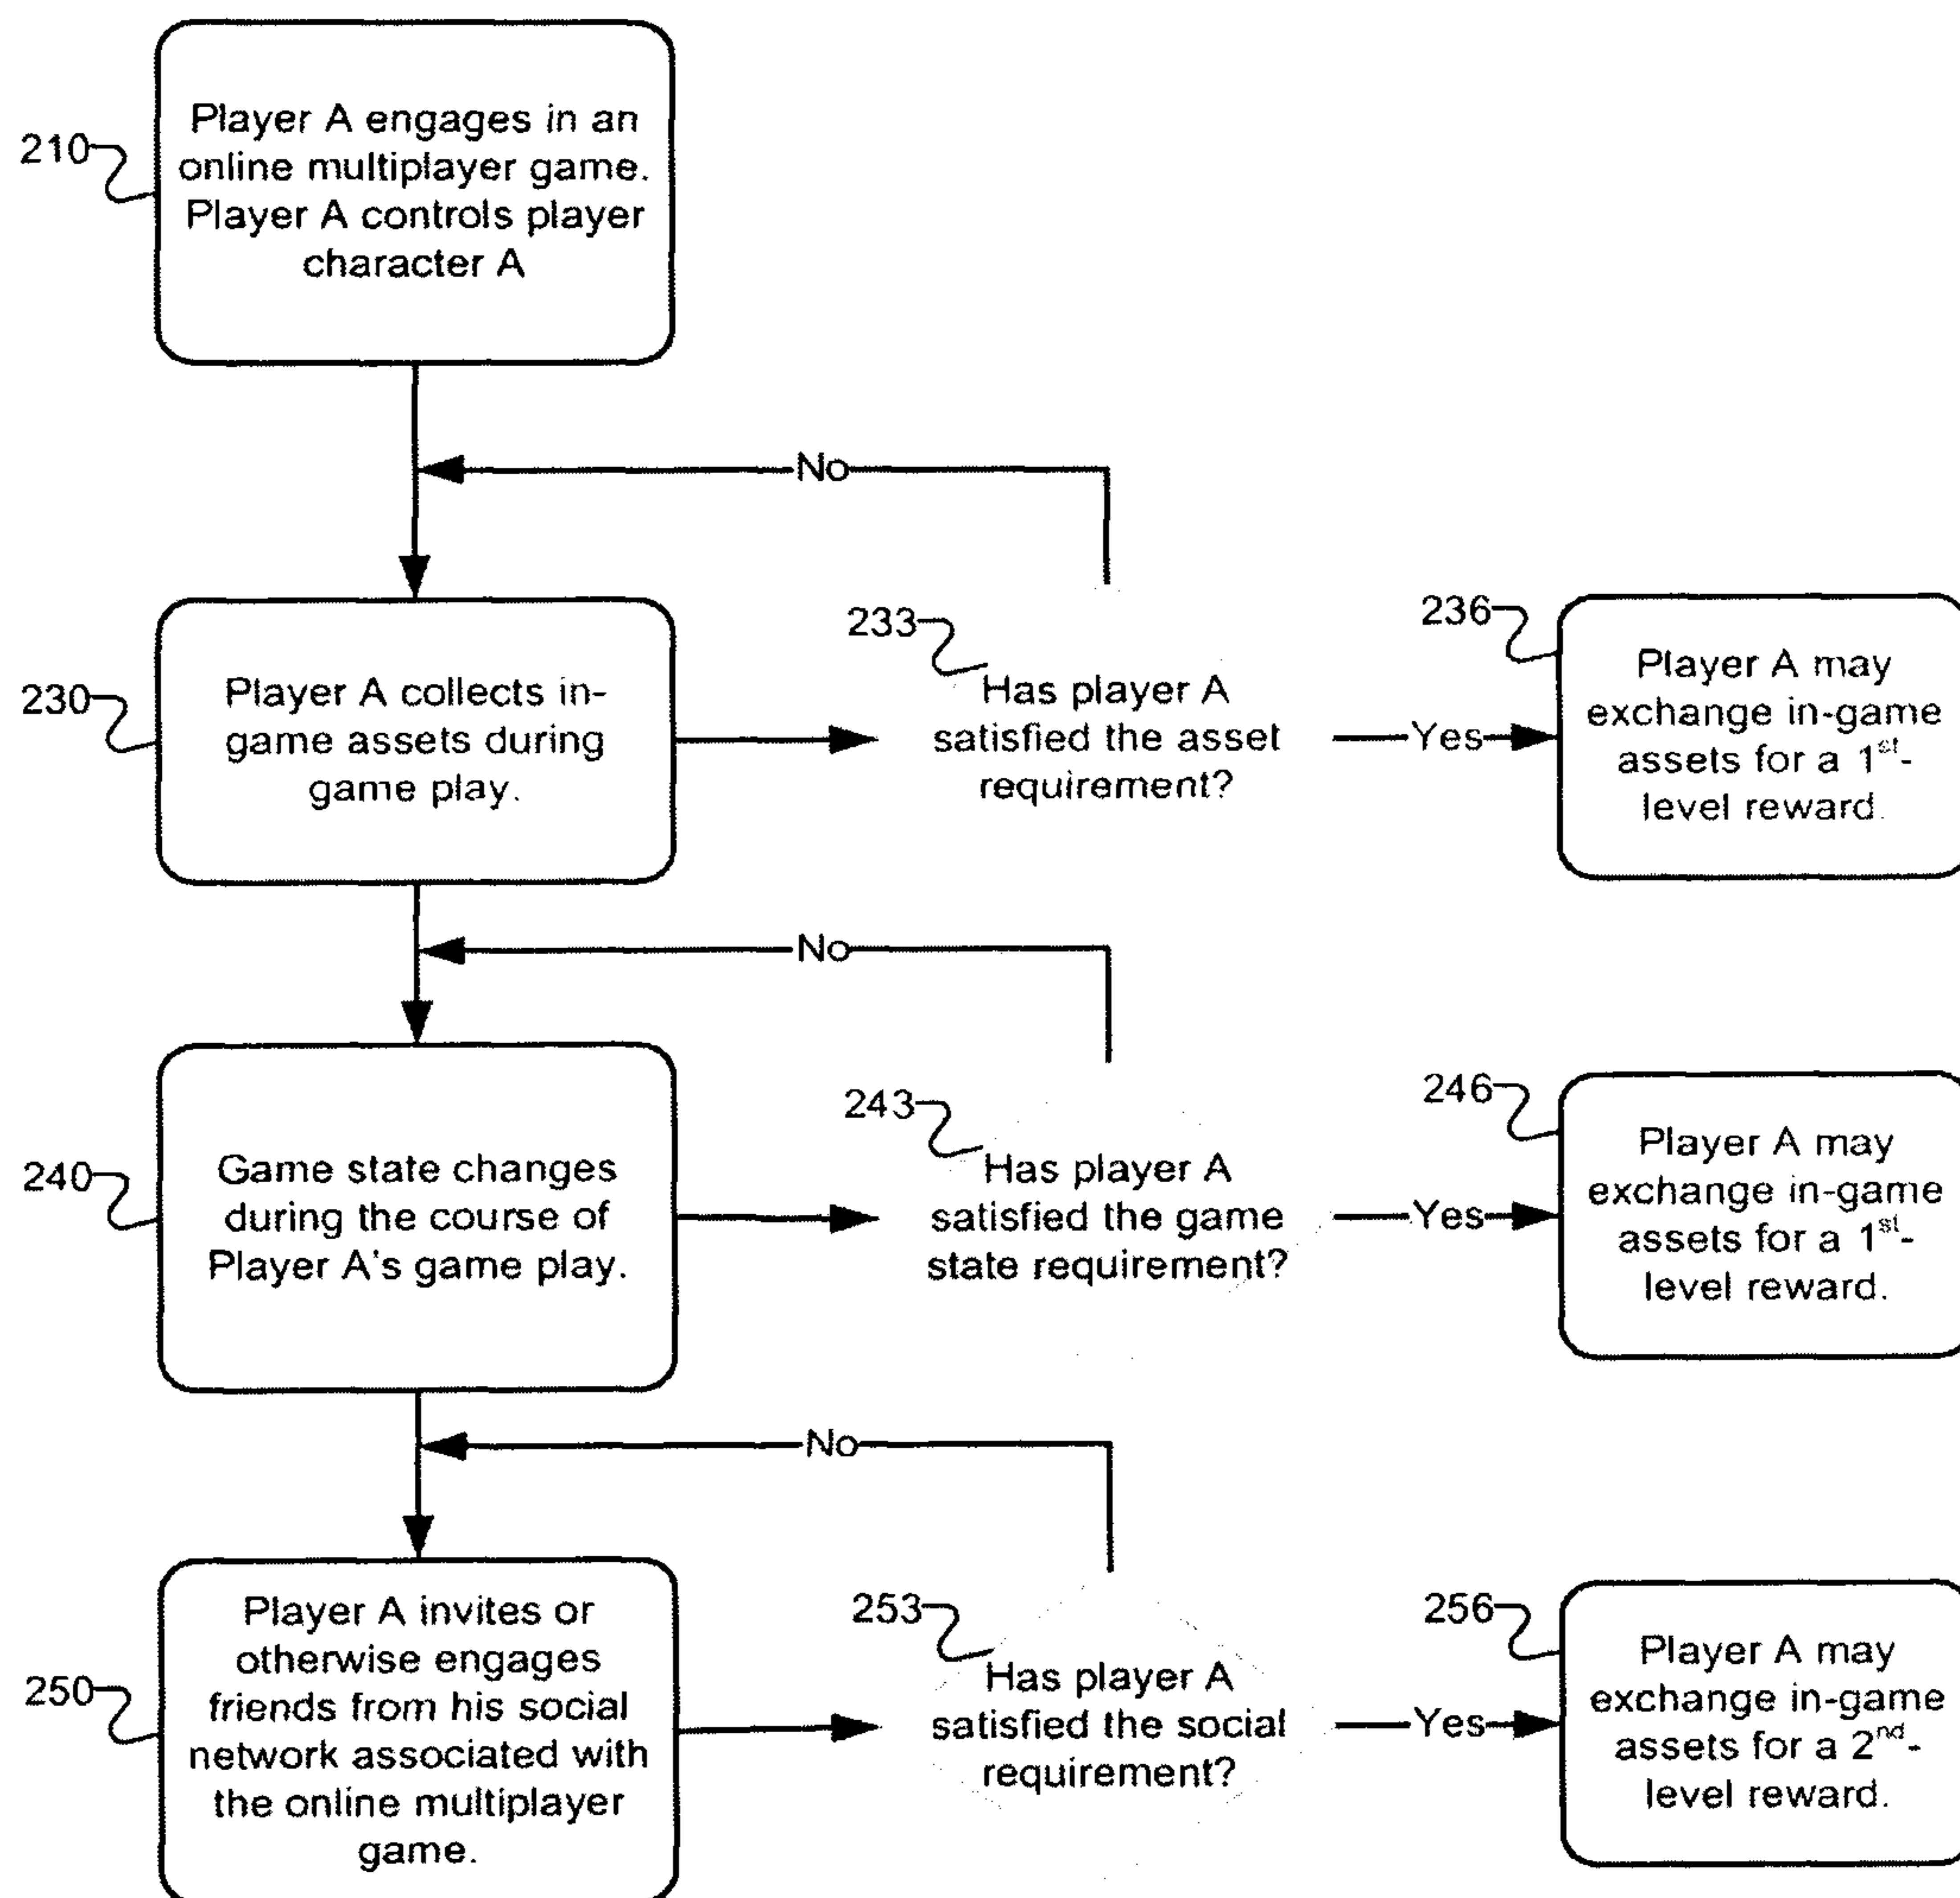 210
Player A engages in an
online multiplayer game.
Player A controls player
character A
No
230
Player A collects in-
game assets during
game play.
233
Has player A
satisfied the asset
requirement?
Yes
236
Player A may
exchange in-game
assets for a 1st-
level reward.
No
240
Game state changes
during the course of
Player A's game play.
243
Has player A
satisfied the game
state requirement?
Yes
246
Player A may
exchange in-game
assets for a 1st-
level reward.
No
250
Player A invites or
otherwise engages
friends from his social
network associated with
the online multiplayer
game.
253
Has player A
satisfied the social
requirement?
Yes
256
Player A may
exchange in-game
assets for a 2nd-
level reward.